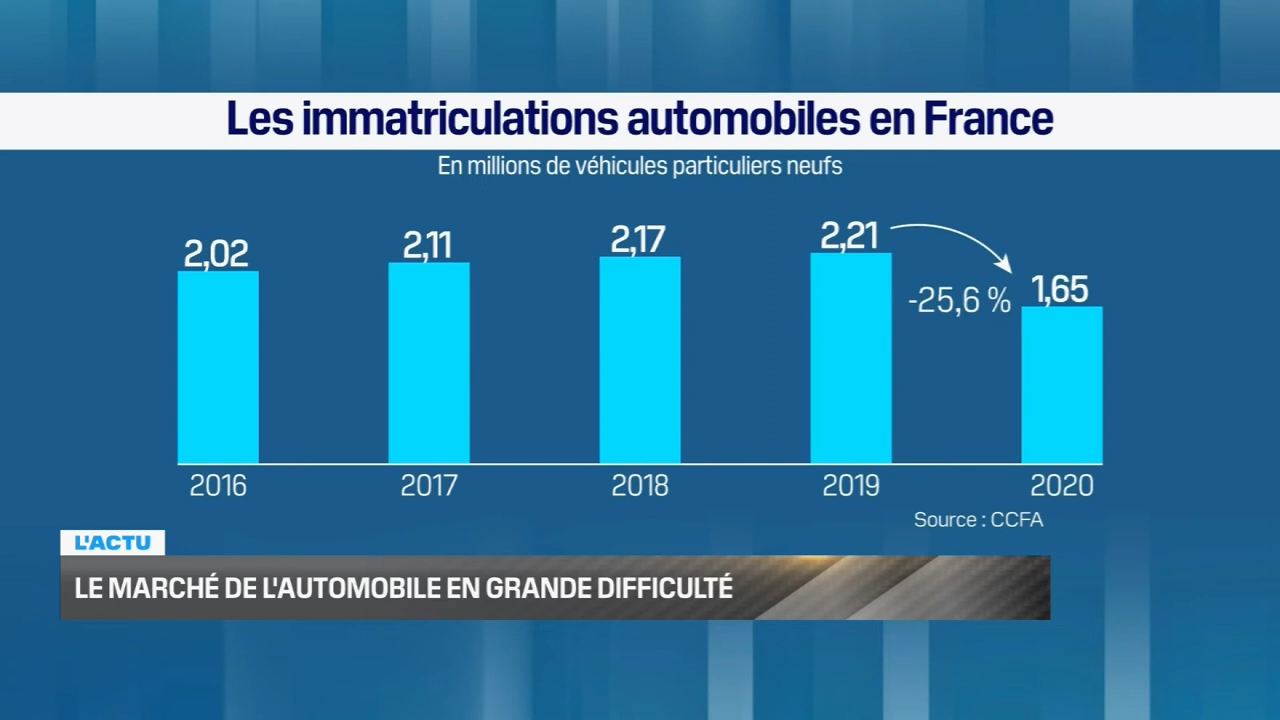 Les immatriculations automobiles en France
En millions de véhicules particuliers neufs
2,02
2,11
2,17
2,21
-25,6 %
1,65
2016
2017
2018
2019
2020
Source : CCFA
L'ACTU
LE MARCHÉ DE L'AUTOMOBILE EN GRANDE DIFFICULTÉ